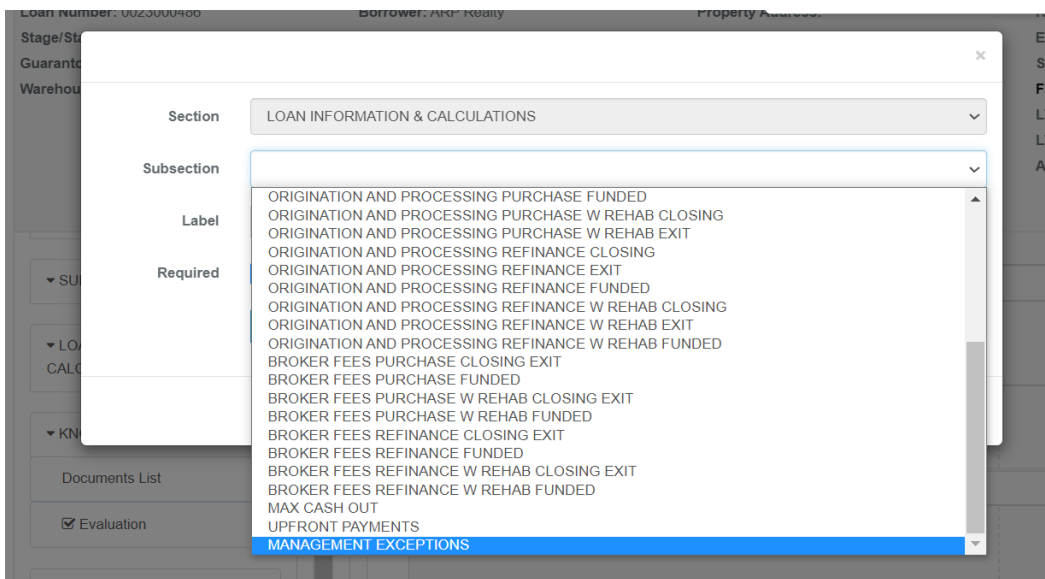 Loan Number: 0023000486 Borrower: ARP Realty Property Address:
Stage/Sta
Guaranto
Warehou
×
Section LOAN INFORMATION & CALCULATIONS
Subsection
ORIGINATION AND PROCESSING PURCHASE FUNDED
ORIGINATION AND PROCESSING PURCHASE W REHAB CLOSING
Label
ORIGINATION AND PROCESSING PURCHASE W REHAB EXIT
ORIGINATION AND PROCESSING REFINANCE CLOSING
Required
ORIGINATION AND PROCESSING REFINANCE EXIT
ORIGINATION AND PROCESSING REFINANCE FUNDED
ORIGINATION AND PROCESSING REFINANCE W REHAB CLOSING
ORIGINATION AND PROCESSING REFINANCE W REHAB EXIT
ORIGINATION AND PROCESSING REFINANCE W REHAB FUNDED
BROKER FEES PURCHASE CLOSING EXIT
BROKER FEES PURCHASE FUNDED
BROKER FEES PURCHASE W REHAB CLOSING EXIT
BROKER FEES PURCHASE W REHAB FUNDED
BROKER FEES REFINANCE CLOSING EXIT
BROKER FEES REFINANCE FUNDED
BROKER FEES REFINANCE W REHAB CLOSING EXIT
BROKER FEES REFINANCE W REHAB FUNDED
MAX CASH OUT
UPFRONT PAYMENTS
MANAGEMENT EXCEPTIONS
SU
LO
CALC
KN
Documents List
Evaluation
E
S
F
L
L
A